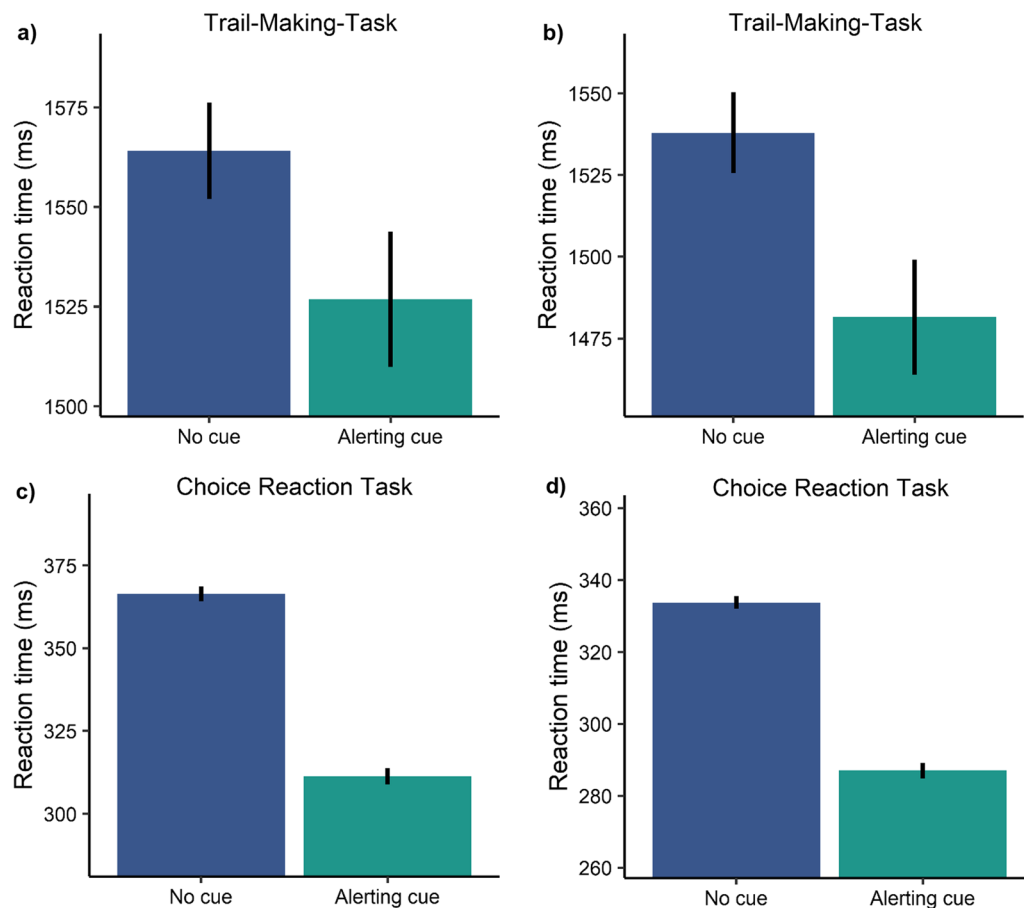 a)
Trail-Making-Task
Reaction time (ms)
1575
1550
1525
1500
No cue
Alerting cue
b)
Trail-Making-Task
Reaction time (ms)
1550
1525
1500
1475
No cue
Alerting cue
c)
Choice Reaction Task
Reaction time (ms)
375
350
325
300
No cue
Alerting cue
d)
Choice Reaction Task
Reaction time (ms)
360
340
320
300
280
260
No cue
Alerting cue